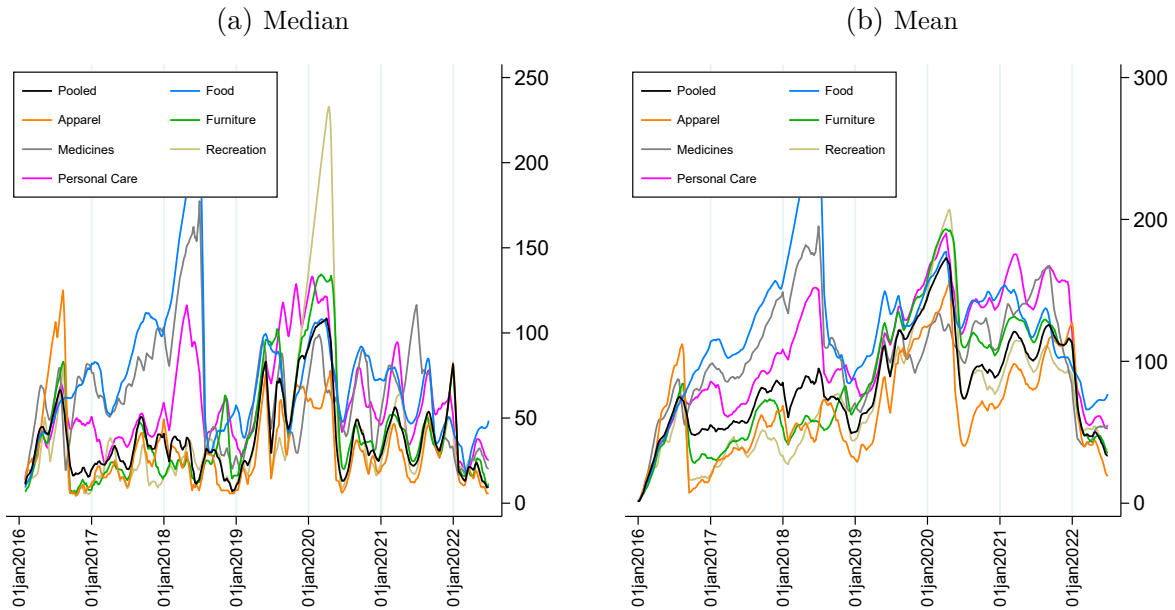 (a) Median
250
200
150
100
50
0
Pooled
Food
Apparel
Furniture
Medicines
Recreation
Personal Care
01jan2016
01jan2017
01jan2018
01jan2019
01jan2020
01jan2021
01jan2022
(b) Mean
300
200
100
0
Pooled
Food
Apparel
Furniture
Medicines
Recreation
Personal Care
01jan2016
01jan2017
01jan2018
01jan2019
01jan2020
01jan2021
01jan2022